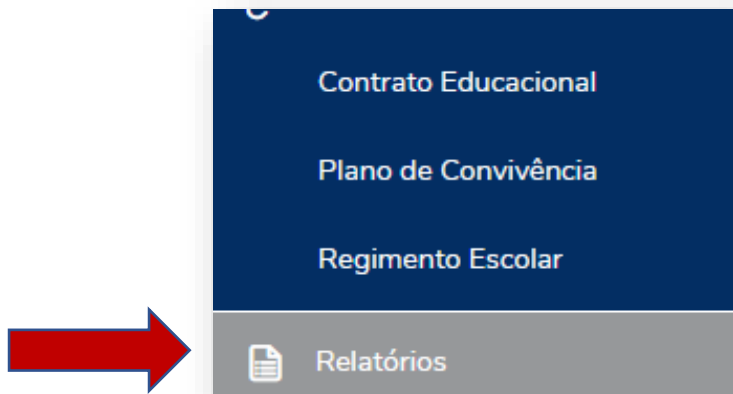 Contrato Educacional
Plano de Convivência
Regimento Escolar
Relatórios